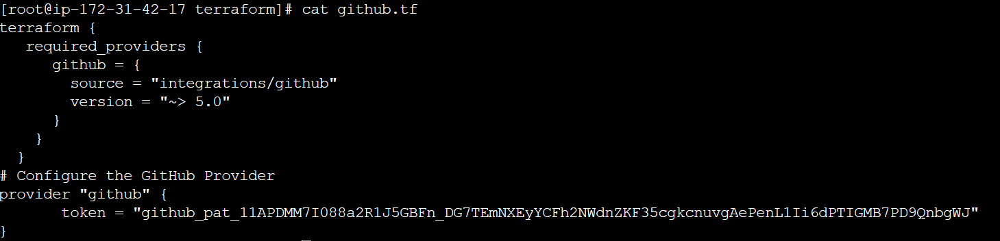 [root@ip-172-31-42-17 terraform]# cat github.tf
terraform {
   required_providers {
      github = {
        source = "integrations/github"
        version = "~> 5.0"
      }
    }
  }
# Configure the GitHub Provider
provider "github" {
       token = "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"
}